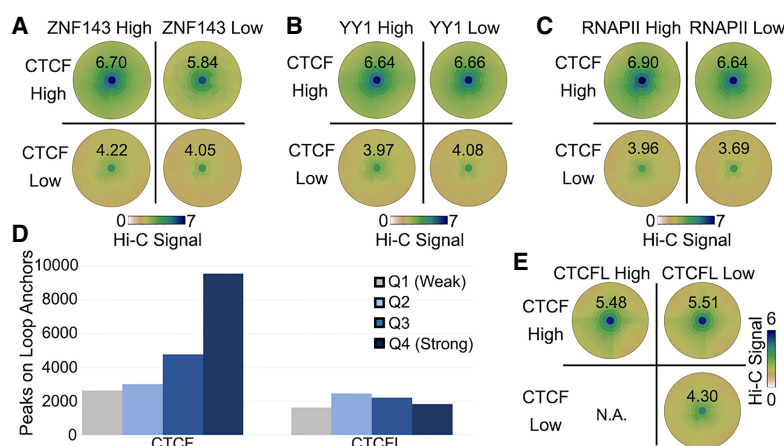 A
ZNF143 High ZNF143 Low
CTCF High
6.70
5.84
CTCF Low
4.22
4.05
0 7
Hi-C Signal
B
YY1 High YY1 Low
CTCF High
6.64
6.66
CTCF Low
3.97
4.08
0 7
Hi-C Signal
C
RNAPII High RNAPII Low
CTCF High
6.90
6.64
CTCF Low
3.96
3.69
0 7
Hi-C Signal
D
Peaks on Loop Anchors
10000
8000
6000
4000
2000
0
Q1 (Weak)
Q2
Q3
Q4 (Strong)
CTCF
CTCFL
E
CTCFL High CTCFL Low
CTCF High
5.48
5.51
CTCF Low
N.A.
4.30
6
Hi-C Signal
0